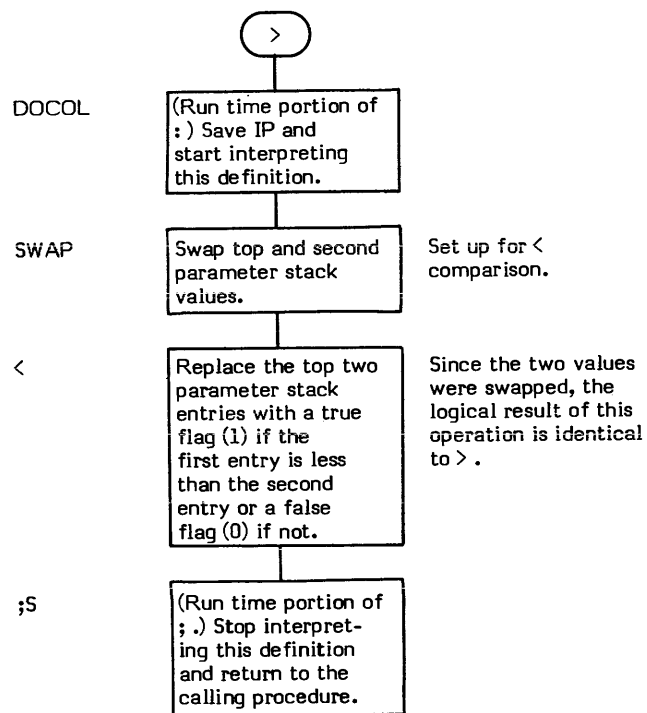 >
DOCOL
(Run time portion of
: ) Save IP and
start interpreting
this definition.
SWAP
Swap top and second
parameter stack
values.
Set up for <
comparison.
<
Replace the top two
parameter stack
entries with a true
flag (1) if the
first entry is less
than the second
entry or a false
flag (0) if not.
Since the two values
were swapped, the
logical result of this
operation is identical
to > .
;S
(Run time portion of
; .) Stop interpret-
ing this definition
and return to the
calling procedure.